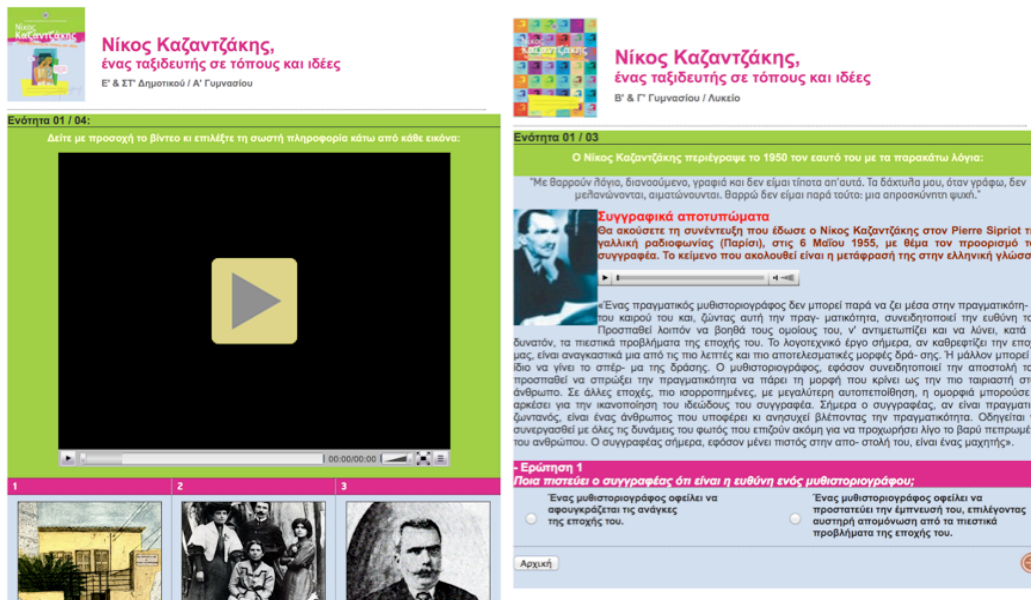 Νίκος
Καζαντζάκης
Νίκος Καζαντζάκης,
ένας ταξιδευτής σε τόπους και ιδέες
Ε' & ΣΤ' Δημοτικού / Α' Γυμνασίου
Ενότητα 01 / 04:
Δείτε με προσοχή το βίντεο κι επιλέξτε τη σωστή πληροφορία κάτω από κάθε εικόνα:
00:00/00:00
1
2
3
Νίκος
Καζαντζάκης
Νίκος Καζαντζάκης,
ένας ταξιδευτής σε τόπους και ιδέες
Β' & Γ' Γυμνασίου / Λυκείο
Ενότητα 01 / 03
Ο Νίκος Καζαντζάκης περιέγραψε το 1950 τον εαυτό του με τα παρακάτω λόγια:
"Με θαρρούν λόγιο, διανοούμενο, γραφιά και δεν είμαι τίποτα απ'αυτά. Τα δάχτυλα μου, όταν γράφω, δεν
μελανώνονται, αιματώνουνται. Θαρρώ δεν είμαι παρά τούτο: μια απροσκύνητη ψυχή."
Συγγραφικά αποτυπώματα
Θα ακούσετε τη συνέντευξη που έδωσε ο Νίκος Καζαντζάκης στον Pierre Sipriot
γαλλική ραδιοφωνίας (Παρίσι), στις 6 Μαΐου 1955, με θέμα τον προορισμό
συγγραφέα. Το κείμενο που ακολουθεί είναι η μετάφρασή της στην ελληνική γλώσσ
«Ένας πραγματικός μυθιστοριογράφος δεν μπορεί παρά να ζει μέσα στην πραγματικότη-
του καιρού του και, ζώντας αυτή την πραγ- ματικότητα, συνειδητοποιεί την ευθύνη
Προσπαθεί λοιπόν να βοηθά τους ομοίους του, ν' αντιμετωπίζει και να λύνει, κατά
δυνατόν, τα πιεστικά προβλήματα της εποχής του. Το λογοτεχνικό έργο σήμερα, αν καθρεφτίζει την εποχ
μας, είναι αναγκαστικά μια από τις πιο λεπτές και πιο αποτελεσματικές μορφές δρά- σης. Ή μάλλον μπορεί
ίδιο να γίνει το σπέρ- μα της δράσης. Ο μυθιστοριογράφος, εφόσον συνειδητοποιεί την αποστολή
προσπαθεί να σπρώξει την πραγματικότητα να πάρει τη μορφή που κρίνει ως την πιο ταιριαστή
άνθρωπο. Σε άλλες εποχές, πιο ισορροπημένες, με μεγαλύτερη αυτοπεποίθηση, η ομορφιά μπορούσε
αρκέσει για την ικανοποίηση του ιδεώδους του συγγραφέα. Σήμερα ο συγγραφέας, αν είναι πραγματι
ζωντανός, είναι ένας άνθρωπος που υποφέρει κι ανησυχεί βλέποντας την πραγματικότητα. Οδηγείται
συνεργασθεί με όλες τις δυνάμεις του φωτός που επιζούν ακόμη για να προχωρήσει λίγο το βαρύ πεπρωμέ
του ανθρώπου. Ο συγγραφέας σήμερα, εφόσον μένει πιστός στην απο- στολή του, είναι ένας μαχητής».
- Ερώτηση 1
Ποια πιστεύει ο συγγραφέας ότι είναι η ευθύνη ενός μυθιστοριογράφου;
Ένας μυθιστοριογράφος οφείλει να
αφουγκράζεται τις ανάγκες
της εποχής του.
Ένας μυθιστοριογράφος οφείλει να
προστατεύει την έμπνευσή του, επιλέγοντας
αυστηρή απομόνωση από τα πιεστικά
προβλήματα της εποχής του.
Αρχική